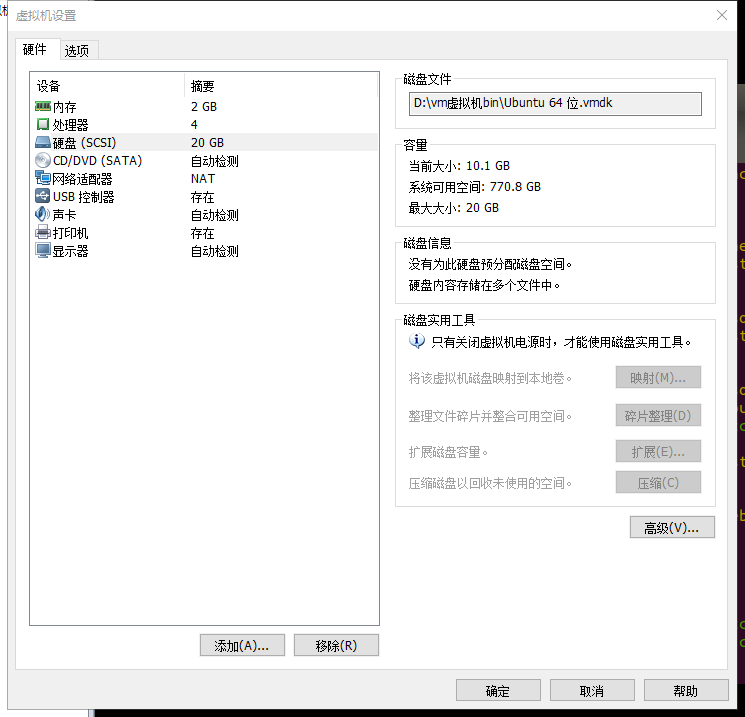 虚拟机设置
硬件 选项
设备 摘要
内存 2 GB
处理器 4
硬盘 (SCSI) 20 GB
CD/DVD (SATA) 自动检测
网络适配器 NAT
USB 控制器 存在
声卡 自动检测
打印机 存在
显示器 自动检测
添加(A)... 移除(R)
磁盘文件
D:\vm虚拟机bin\Ubuntu 64 位.vmdk
容量
当前大小: 10.1 GB
系统可用空间: 770.8 GB
最大大小: 20 GB
磁盘信息
没有为此硬盘预分配磁盘空间。
硬盘内容存储在多个文件中。
磁盘实用工具
只有关闭虚拟机电源时，才能使用磁盘实用工具。
将该虚拟机磁盘映射到本地卷。 映射(M)...
整理文件碎片并整合可用空间。 碎片整理(D)
扩展磁盘容量。 扩展(E)...
压缩磁盘以回收未使用的空间。 压缩(C)
高级(V)...
确定 取消 帮助